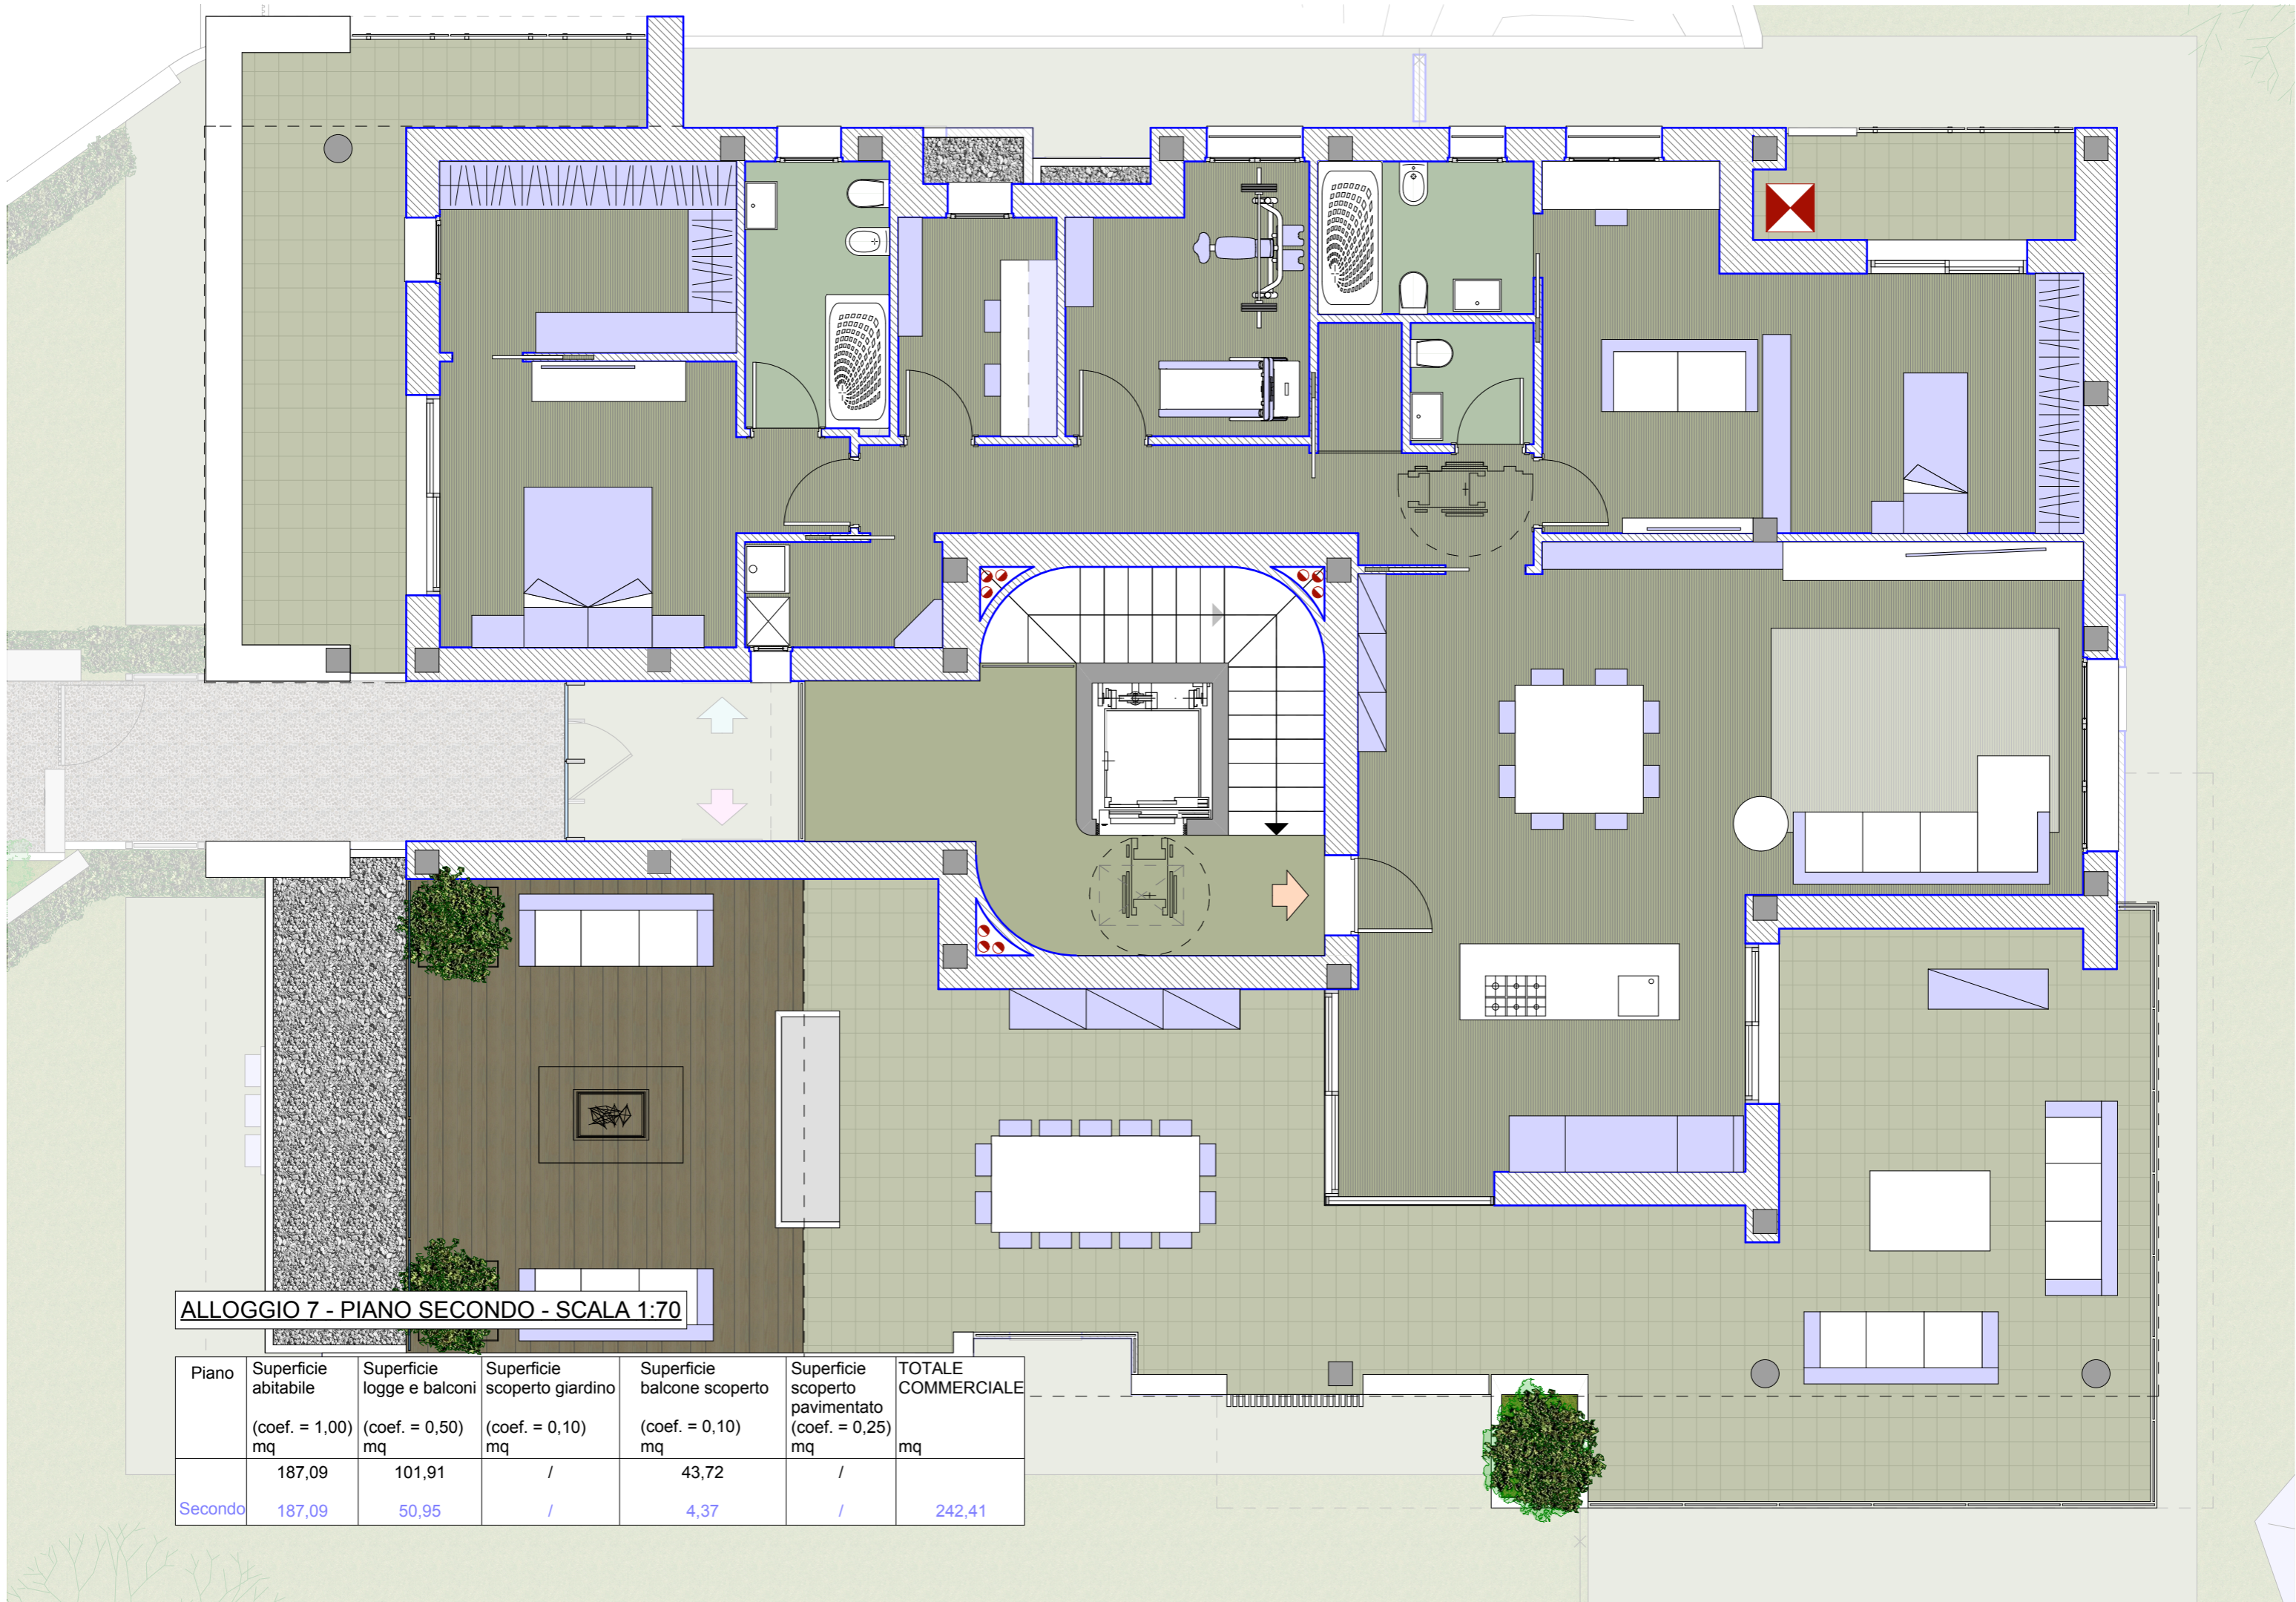 ALLOGGIO 7 - PIANO SECONDO - SCALA 1:70
Piano
Superficie
abitabile
(coef. = 1,00)
mq
Superficie
logge e balconi
(coef. = 0,50)
mq
Superficie
scoperto giardino
(coef. = 0,10)
mq
Superficie
balcone scoperto
(coef. = 0,10)
mq
Superficie
scoperto
pavimentato
(coef. = 0,25)
mq
TOTALE
COMMERCIALE
mq
187,09 101,91 / 43,72 /
Secondo 187,09 50,95 / 4,37 / 242,41